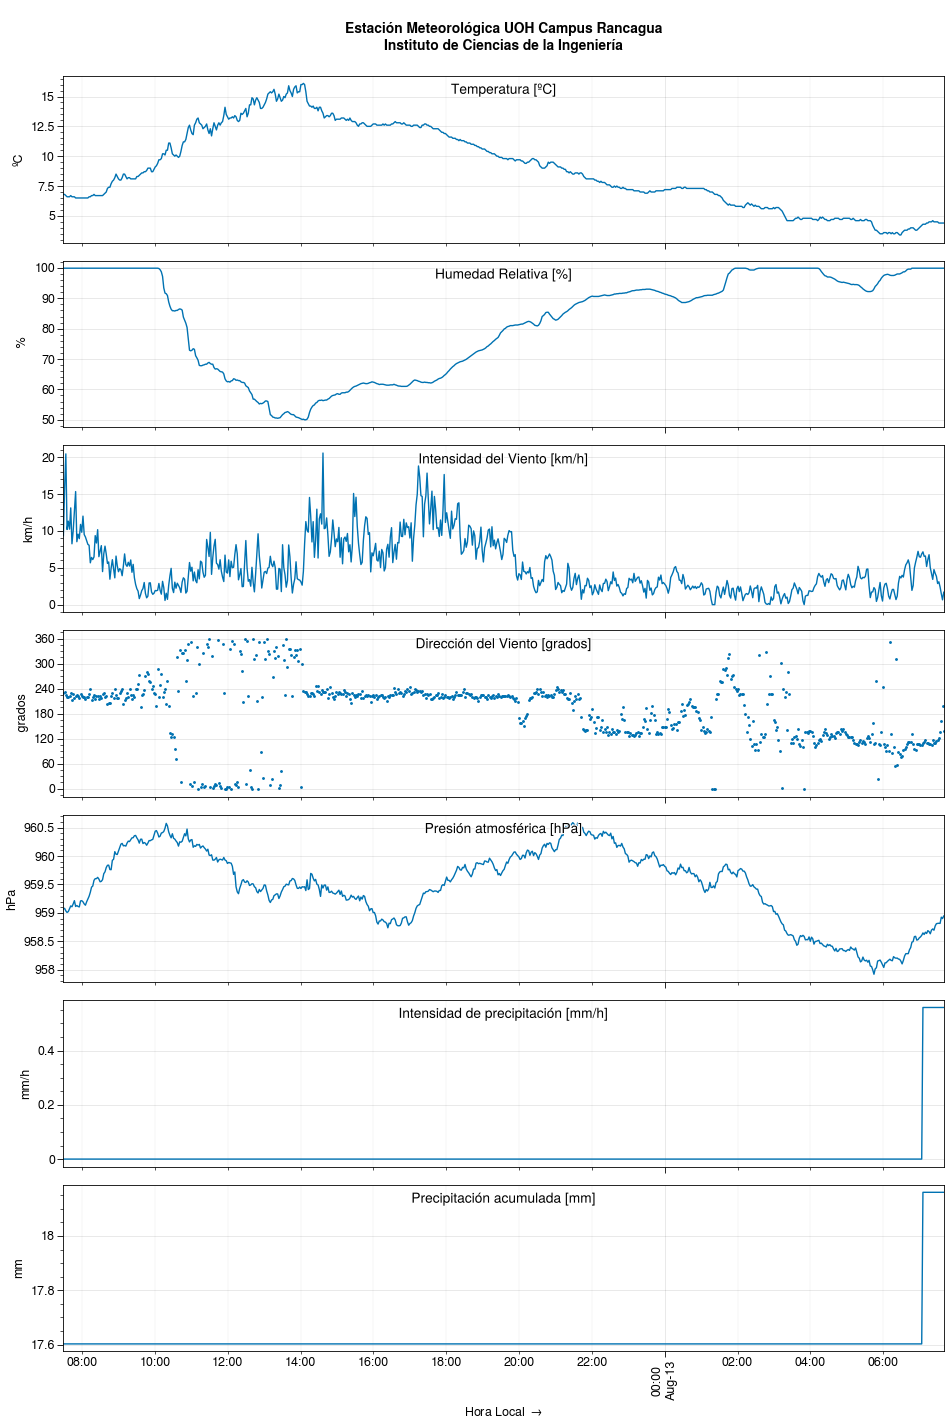 Estación Meteorológica UOH Campus Rancagua
Instituto de Ciencias de la Ingeniería
Temperatura [ºC]
15
12.5
10
7.5
5
ºC
Humedad Relativa [%]
100
90
80
70
60
50
%
Intensidad del Viento [km/h]
20
15
10
5
0
km/h
Dirección del Viento [grados]
360
300
240
180
120
60
0
grados
Presión atmosférica [hPa]
960.5
960
959.5
959
958.5
958
hPa
Intensidad de precipitación [mm/h]
0.4
0.2
0
mm/h
Precipitación acumulada [mm]
18
17.8
17.6
mm
08:00 10:00 12:00 14:00 16:00 18:00 20:00 22:00 00:00 02:00 04:00 06:00
Aug-13
Hora Local →